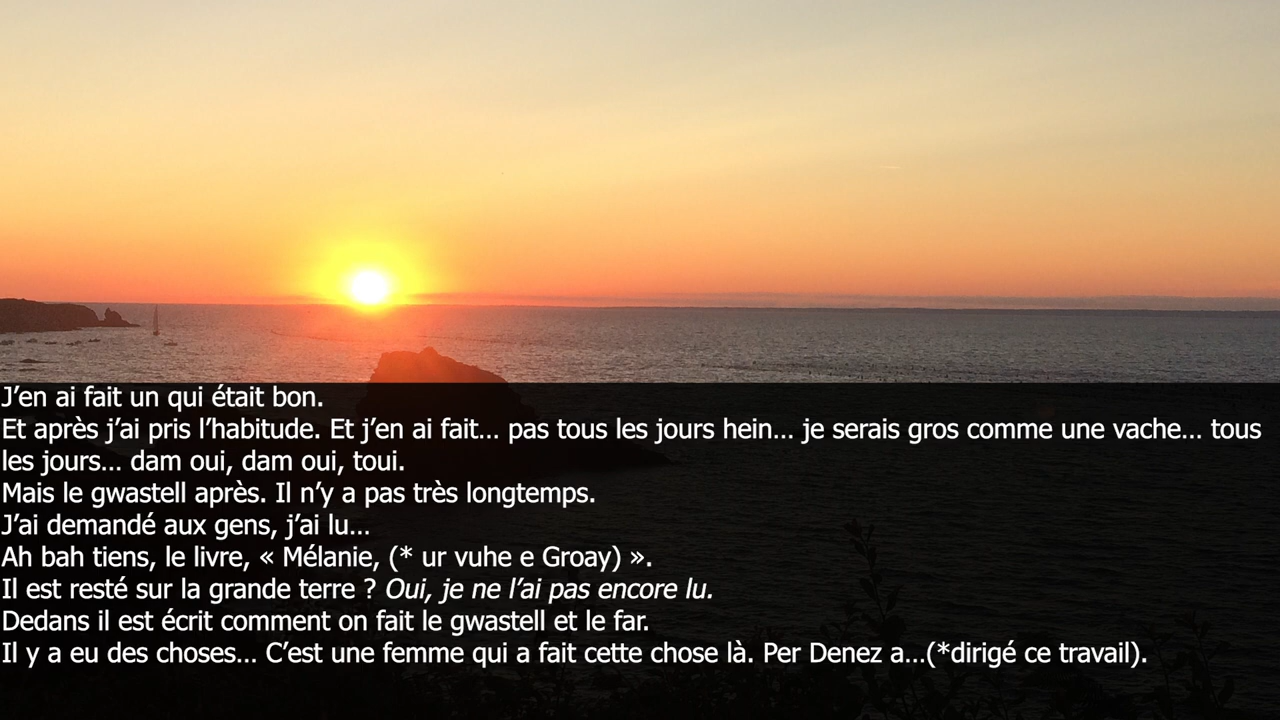 J’en ai fait un qui était bon.
Et après j’ai pris l’habitude. Et j’en ai fait… pas tous les jours hein… je serais gros comme une vache… tous
les jours… dam oui, dam oui, toui.
Mais le gwastell après. Il n’y a pas très longtemps.
J’ai demandé aux gens, j’ai lu…
Ah bah tiens, le livre, « Mélanie, (* ur vuhe e Groay) ».
Il est resté sur la grande terre ? Oui, je ne l’ai pas encore lu.
Dedans il est écrit comment on fait le gwastell et le far.
Il y a eu des choses… C’est une femme qui a fait cette chose là. Per Denez a…(*dirigé ce travail).